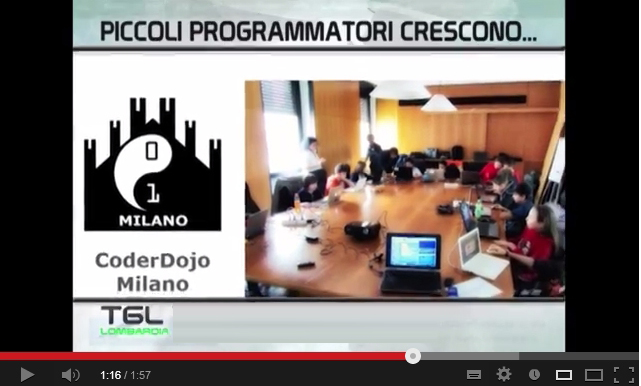 PICCOLI PROGRAMMATORI CRESCONO...
0
1
MILANO
CoderDojo
Milano
TGL
LOMBARDIA
1:16 / 1:57